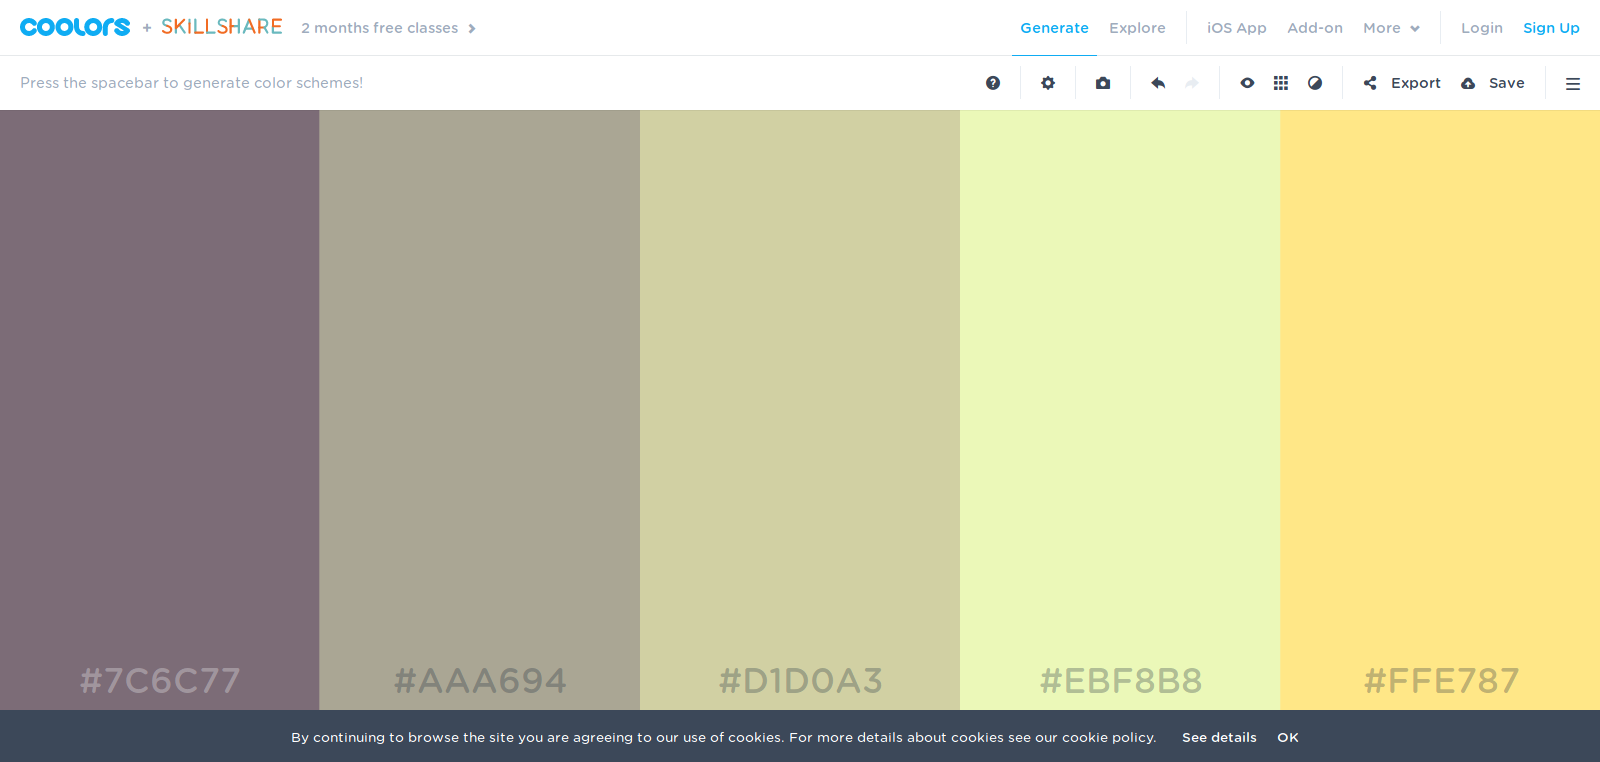 coolors + SKILLSHARE 2 months free classes Generate Explore iOS App Add-on More Login Sign Up
Press the spacebar to generate color schemes! Export Save
#7C6C77 #AAA694 #D1D0A3 #EBF8B8 #FFE787
By continuing to browse the site you are agreeing to our use of cookies. For more details about cookies see our cookie policy. See details OK